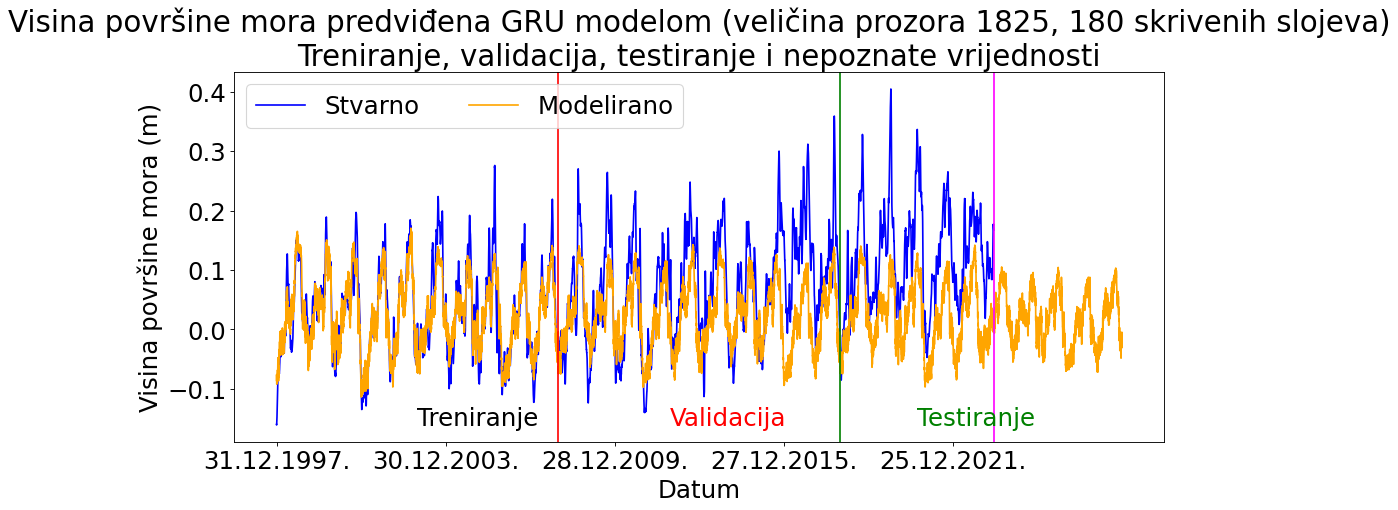 Visina površine mora predviđena GRU modelom (veličina prozora 1825, 180 skrivenih slojeva)
Treniranje, validacija, testiranje i nepoznate vrijednosti
Stvarno
Modelirano
Visina površine mora (m)
0.4
0.3
0.2
0.1
0.0
−0.1
Treniranje
Validacija
Testiranje
31.12.1997.
30.12.2003.
28.12.2009.
27.12.2015.
25.12.2021.
Datum